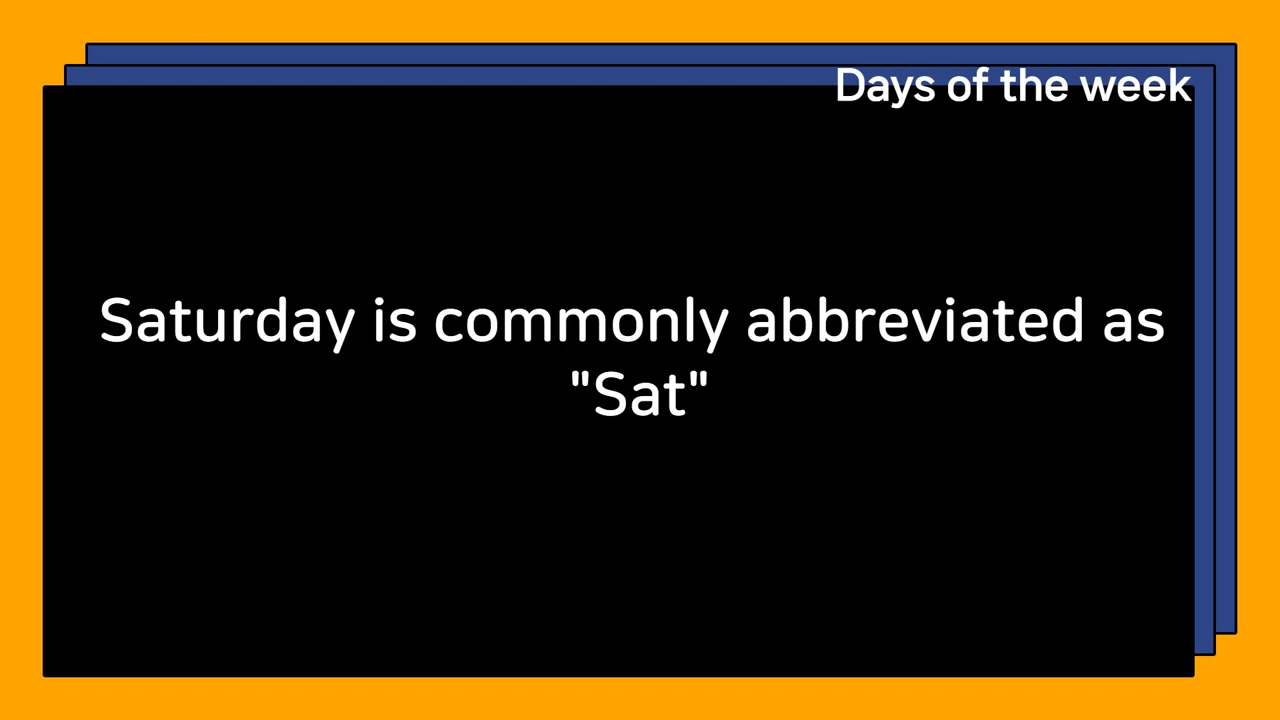 Days of the week
Saturday is commonly abbreviated as
"Sat"